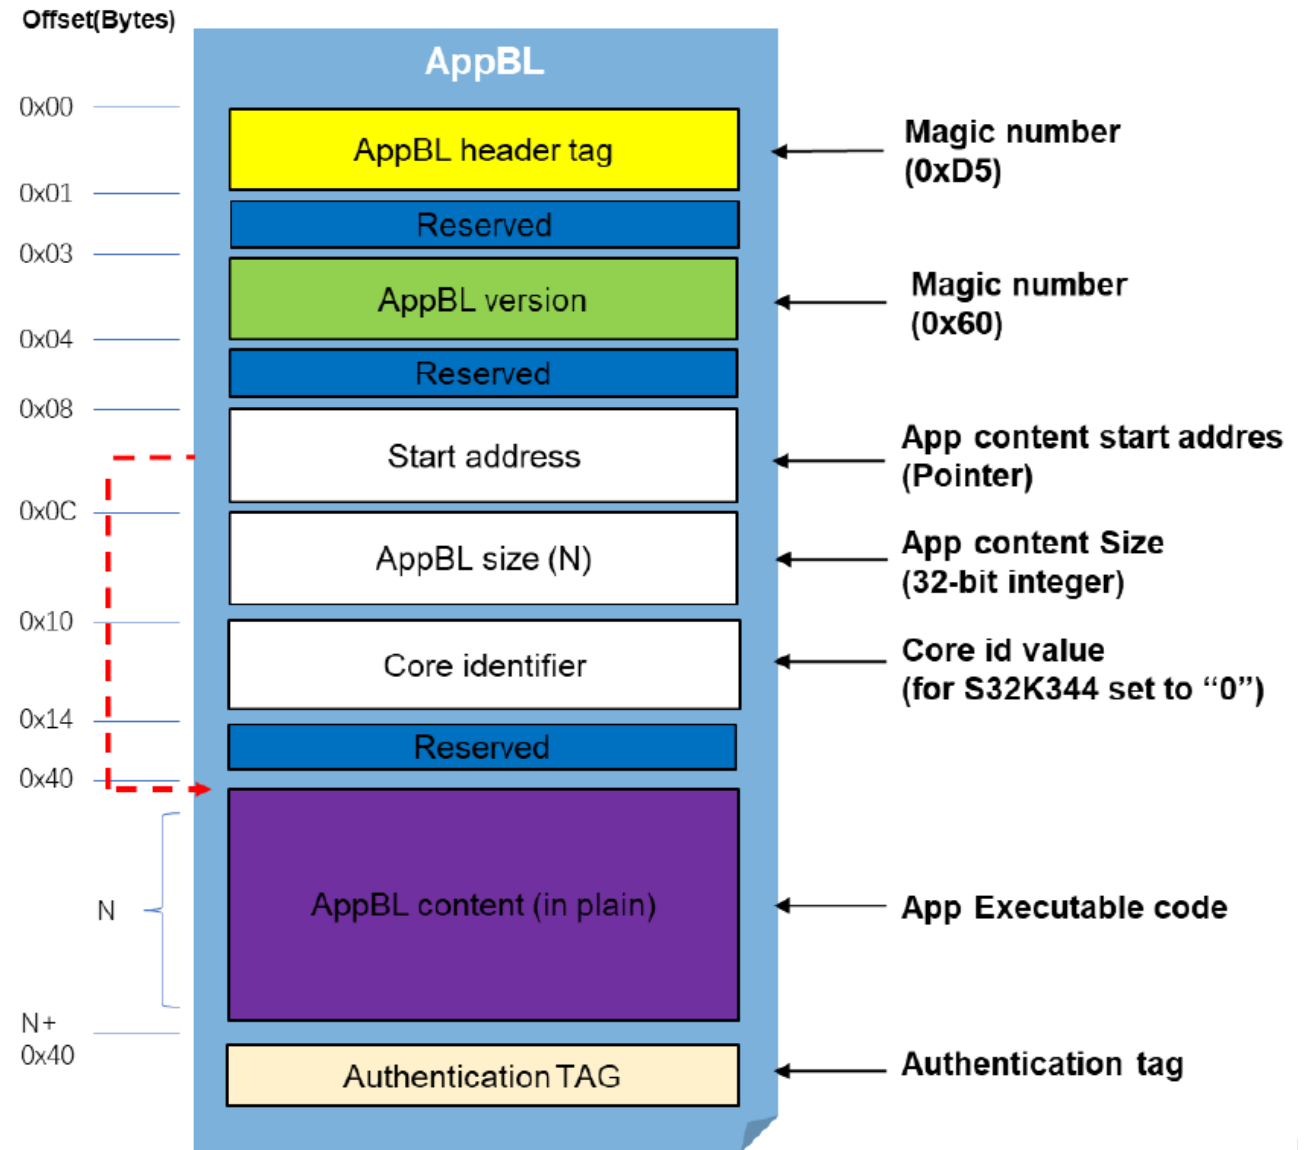 Offset(Bytes)
AppBL
0x00
AppBL header tag
Magic number
(0xD5)
0x01
Reserved
0x03
AppBL version
Magic number
(0x60)
0x04
Reserved
0x08
Start address
App content start addres
(Pointer)
0x0C
AppBL size (N)
App content Size
(32-bit integer)
0x10
Core identifier
Core id value
(for S32K344 set to “0”)
0x14
Reserved
0x40
N
AppBL content (in plain)
App Executable code
N+
0x40
Authentication TAG
Authentication tag